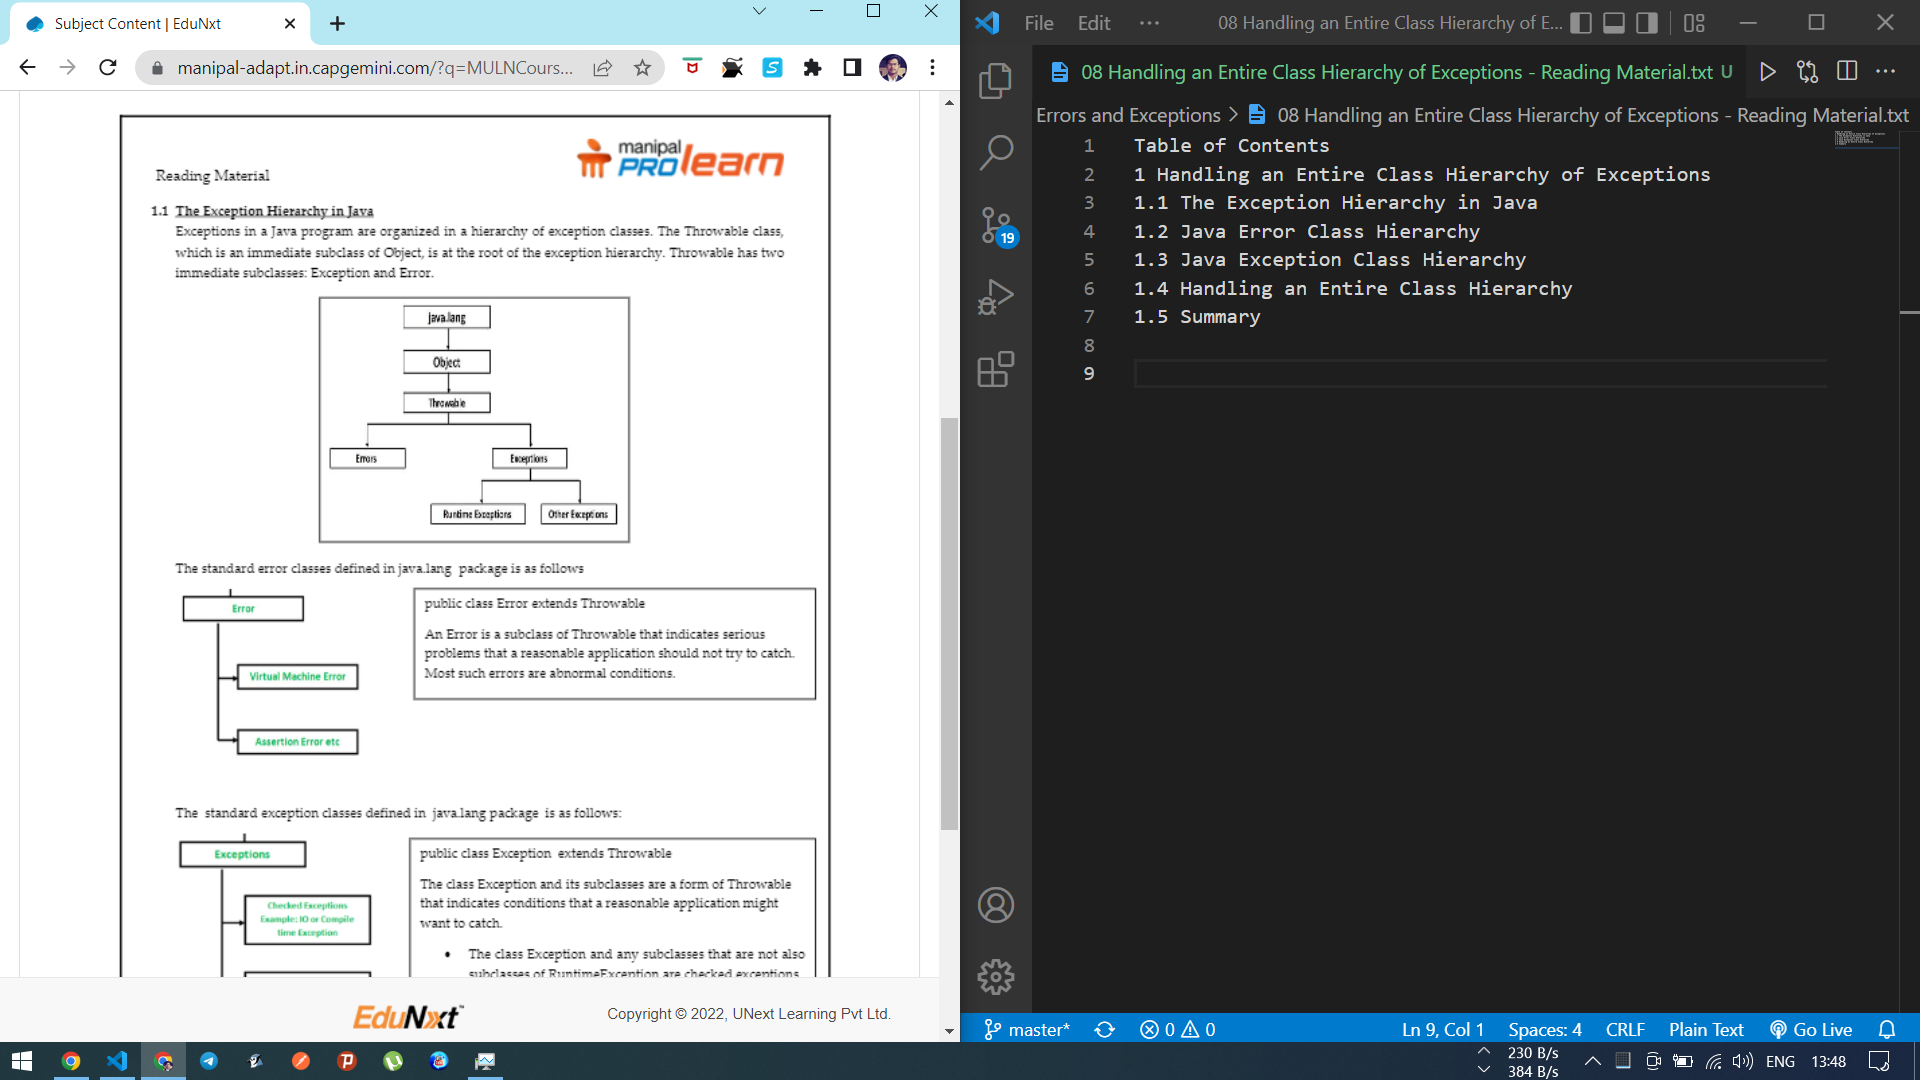 Subject Content | EduNxt
manipal-adapt.in.capgemini.com/?q=MULNCours...
manipal
PROlearn
Reading Material
1.1 The Exception Hierarchy in Java
Exceptions in a Java program are organized in a hierarchy of exception classes. The Throwable class,
which is an immediate subclass of Object, is at the root of the exception hierarchy. Throwable has two
immediate subclasses: Exception and Error.
java.lang
Object
Throwable
Errors
Exceptions
Runtime Exceptions
Other Exceptions
The standard error classes defined in java.lang package is as follows
Error
Virtual Machine Error
Assertion Error etc
public class Error extends Throwable
An Error is a subclass of Throwable that indicates serious
problems that a reasonable application should not try to catch.
Most such errors are abnormal conditions.
The standard exception classes defined in java.lang package is as follows:
Exceptions
Checked Exceptions
Example: IO or Compile
time Exception
public class Exception extends Throwable
The class Exception and its subclasses are a form of Throwable
that indicates conditions that a reasonable application might
want to catch.
• The class Exception and any subclasses that are not also
subclasses of RuntimeException are checked exceptions.
EduNxt™
Copyright © 2022, UNext Learning Pvt Ltd.
File Edit ··· 08 Handling an Entire Class Hierarchy of E...
08 Handling an Entire Class Hierarchy of Exceptions - Reading Material.txt U
Errors and Exceptions > 08 Handling an Entire Class Hierarchy of Exceptions - Reading Material.txt
1 Table of Contents
2 1 Handling an Entire Class Hierarchy of Exceptions
3 1.1 The Exception Hierarchy in Java
4 1.2 Java Error Class Hierarchy
5 1.3 Java Exception Class Hierarchy
6 1.4 Handling an Entire Class Hierarchy
7 1.5 Summary
8
9
19
master* 0 0 Ln 9, Col 1 Spaces: 4 CRLF Plain Text Go Live
230 B/s
384 B/s
ENG 13:48